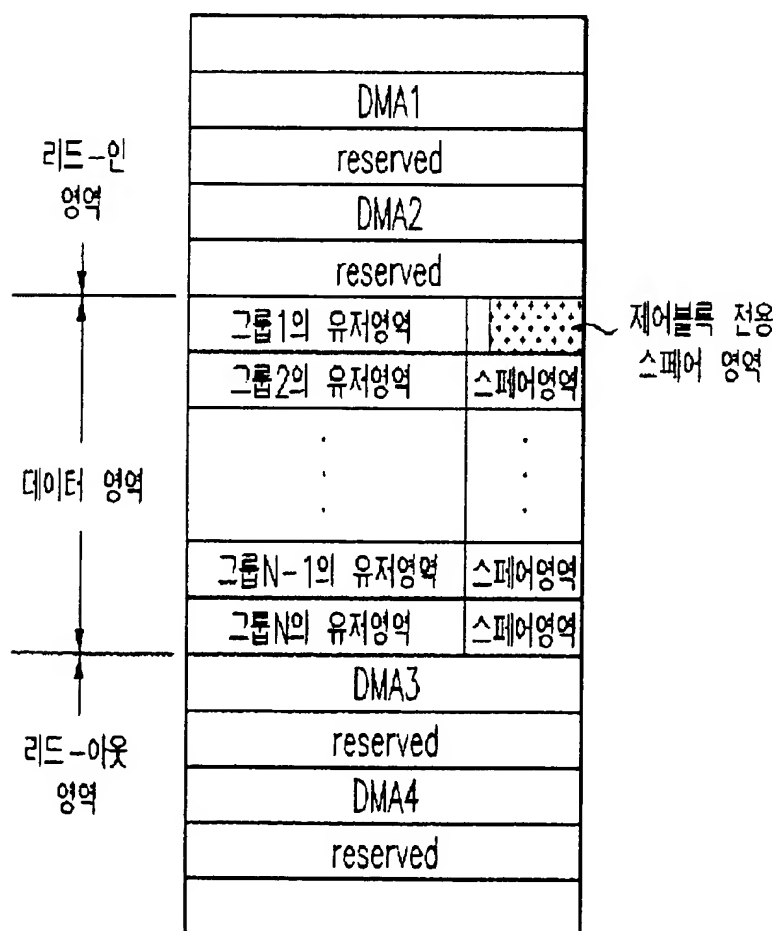 DMA1
reserved
리드-인
영역
DMA2
reserved
그룹1의 유저영역
제어블록 전용
스페어 영역
그룹2의 유저영역 스페어영역
데이터 영역
그룹N-1의 유저영역 스페어영역
그룹N의 유저영역 스페어영역
DMA3
리드-아웃
영역
reserved
DMA4
reserved